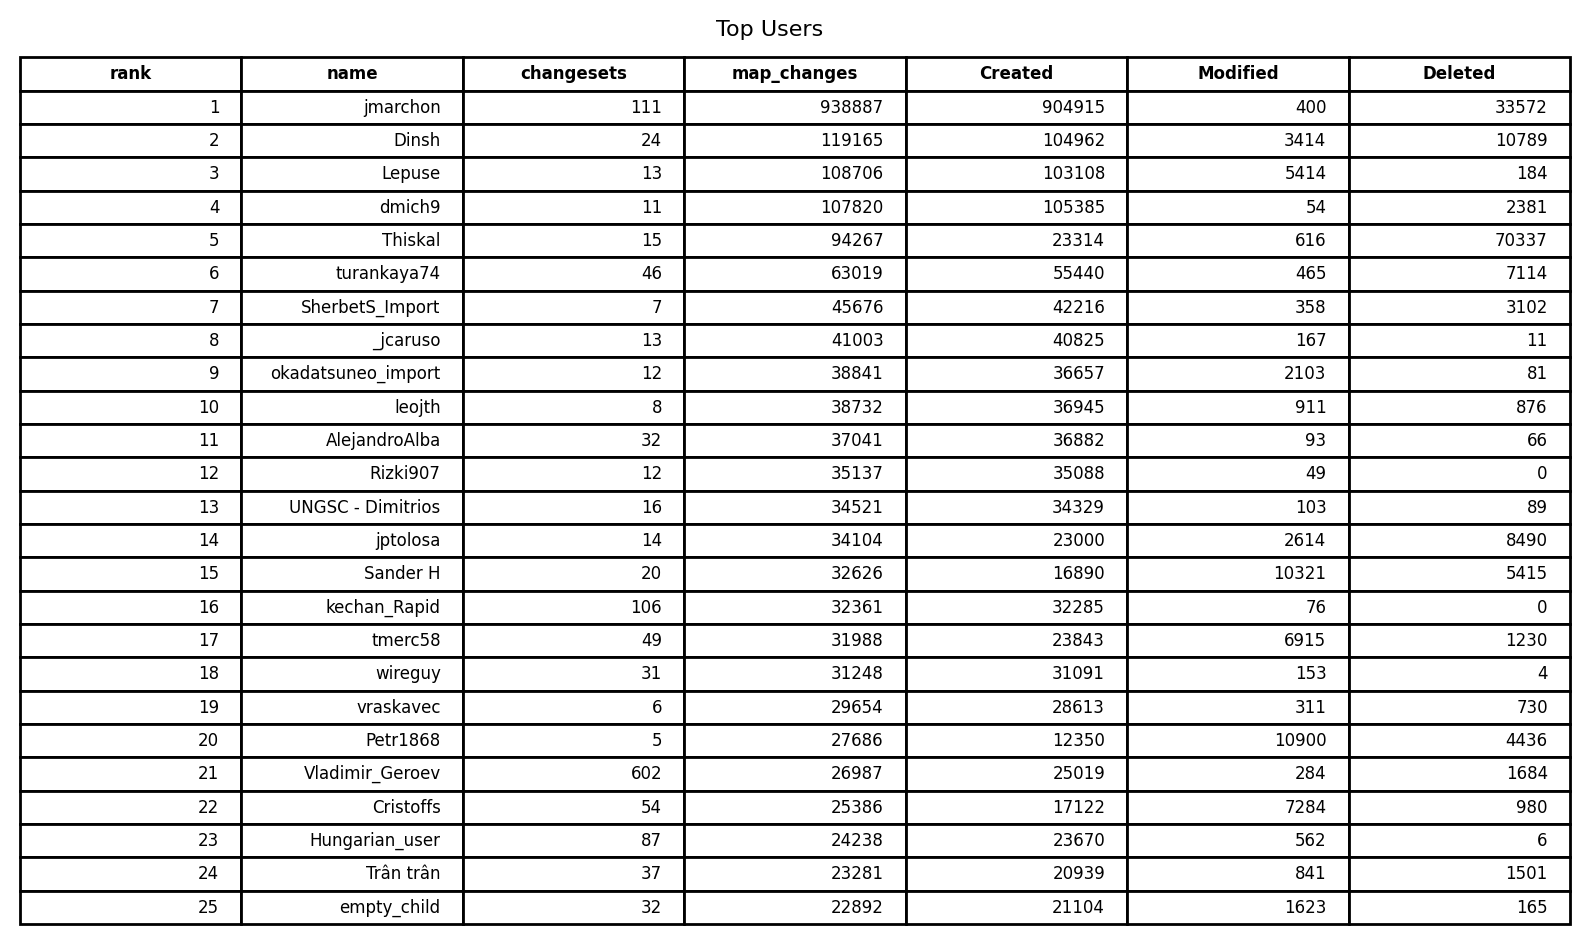 Top Users
rank name changesets map_changes Created Modified Deleted
1 jmarchon 111 938887 904915 400 33572
2 Dinsh 24 119165 104962 3414 10789
3 Lepuse 13 108706 103108 5414 184
4 dmich9 11 107820 105385 54 2381
5 Thiskal 15 94267 23314 616 70337
6 turankaya74 46 63019 55440 465 7114
7 SherbetS_Import 7 45676 42216 358 3102
8 _jcaruso 13 41003 40825 167 11
9 okadatsuneo_import 12 38841 36657 2103 81
10 leojth 8 38732 36945 911 876
11 AlejandroAlba 32 37041 36882 93 66
12 Rizki907 12 35137 35088 49 0
13 UNGSC - Dimitrios 16 34521 34329 103 89
14 jptolosa 14 34104 23000 2614 8490
15 Sander H 20 32626 16890 10321 5415
16 kechan_Rapid 106 32361 32285 76 0
17 tmerc58 49 31988 23843 6915 1230
18 wireguy 31 31248 31091 153 4
19 vraskavec 6 29654 28613 311 730
20 Petr1868 5 27686 12350 10900 4436
21 Vladimir_Geroev 602 26987 25019 284 1684
22 Cristoffs 54 25386 17122 7284 980
23 Hungarian_user 87 24238 23670 562 6
24 Trân trân 37 23281 20939 841 1501
25 empty_child 32 22892 21104 1623 165